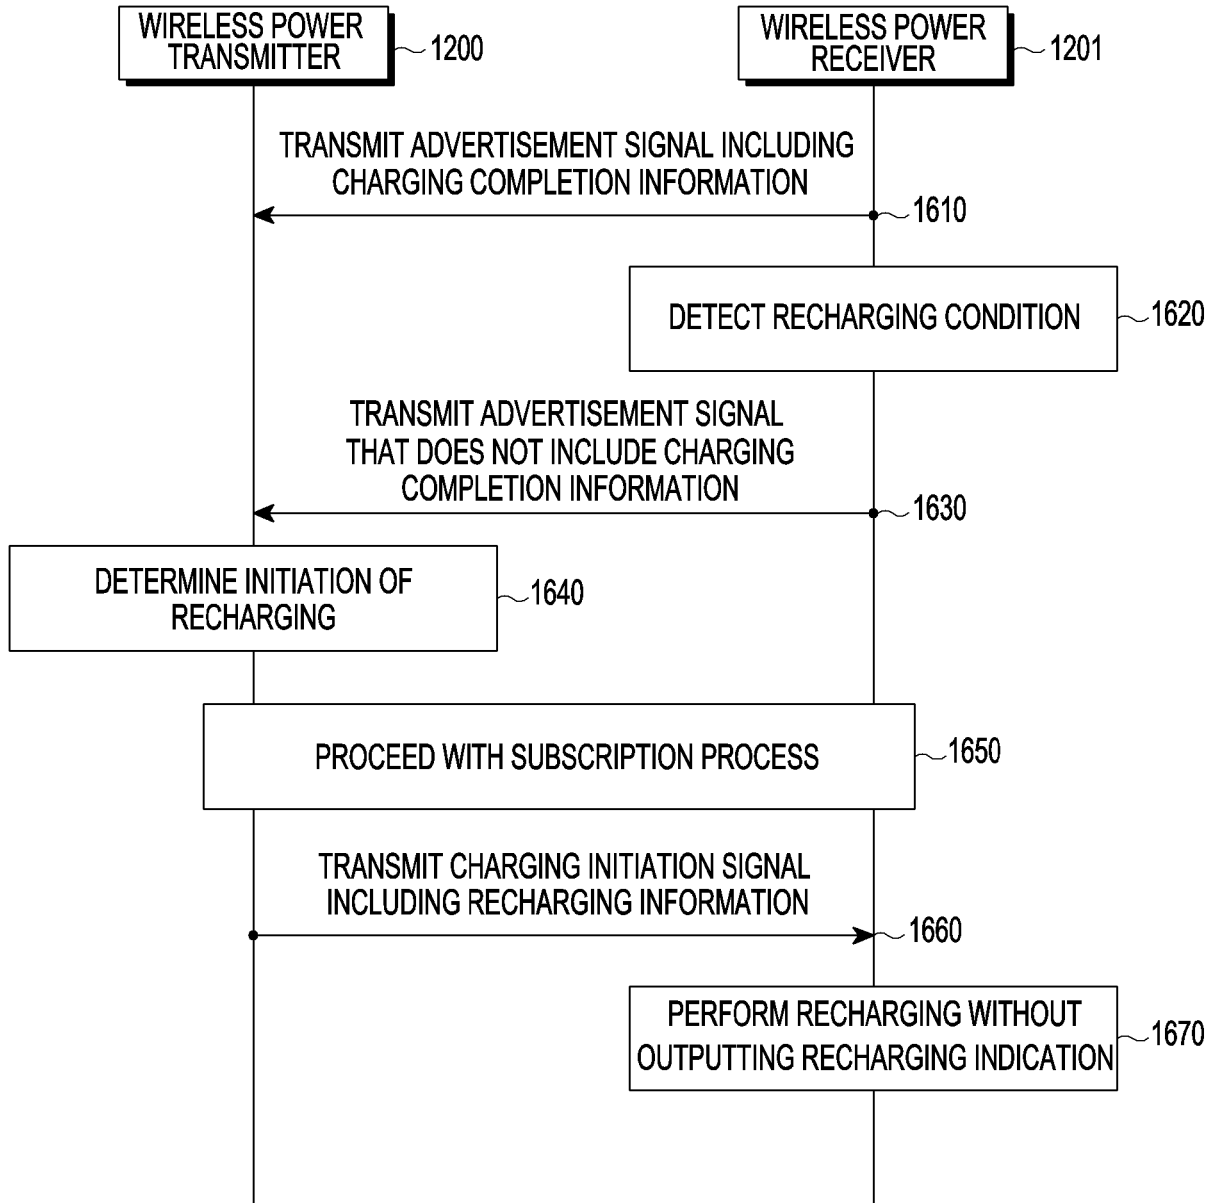 WIRELESS POWER
TRANSMITTER
1200
WIRELESS POWER
RECEIVER
1201
TRANSMIT ADVERTISEMENT SIGNAL INCLUDING
CHARGING COMPLETION INFORMATION
1610
DETECT RECHARGING CONDITION
1620
TRANSMIT ADVERTISEMENT SIGNAL
THAT DOES NOT INCLUDE CHARGING
COMPLETION INFORMATION
1630
DETERMINE INITIATION OF
RECHARGING
1640
PROCEED WITH SUBSCRIPTION PROCESS
1650
TRANSMIT CHARGING INITIATION SIGNAL
INCLUDING RECHARGING INFORMATION
1660
PERFORM RECHARGING WITHOUT
OUTPUTTING RECHARGING INDICATION
1670